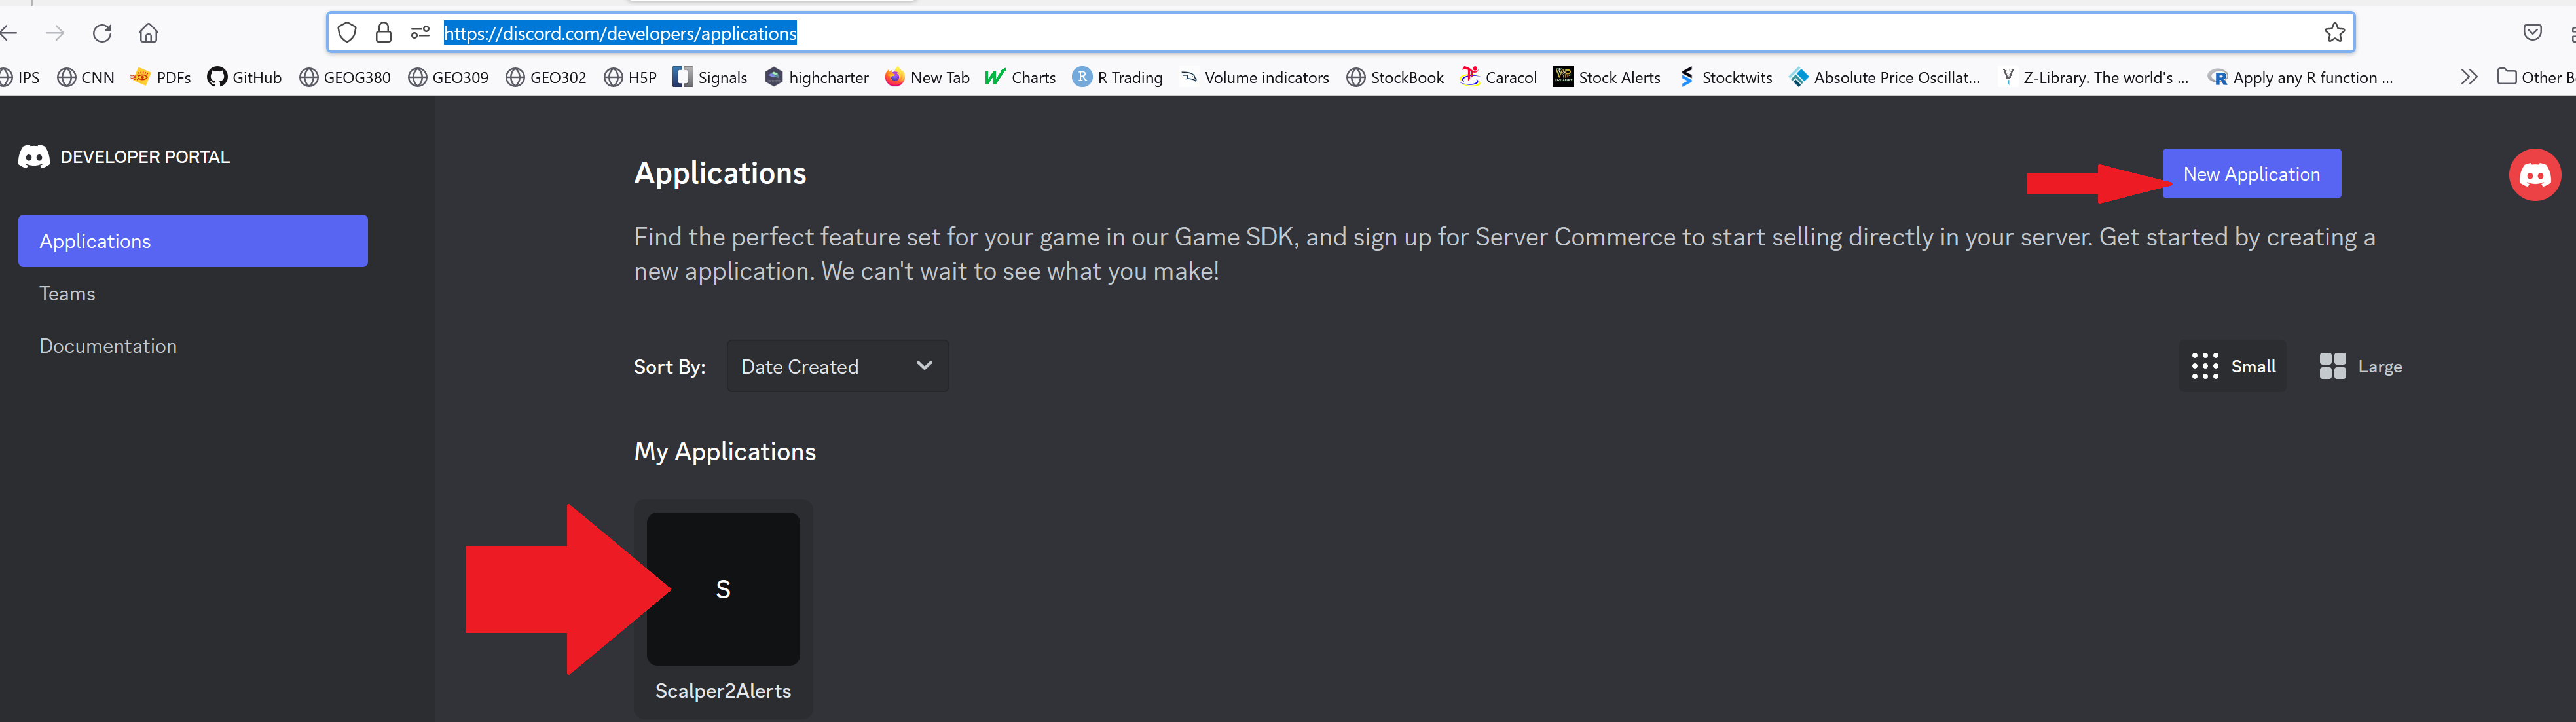 https://discord.com/developers/applications
IPS CNN PDFs GitHub GEOG380 GEO309 GEO302 H5P Signals highcharter New Tab Charts R Trading Volume indicators StockBook Caracol Stock Alerts Stocktwits Absolute Price Oscillat... Z-Library. The world's ... Apply any R function ... Other B
DEVELOPER PORTAL
Applications
Teams
Documentation
Applications
New Application
Find the perfect feature set for your game in our Game SDK, and sign up for Server Commerce to start selling directly in your server. Get started by creating a
new application. We can't wait to see what you make!
Sort By: Date Created
Small Large
My Applications
S
Scalper2Alerts